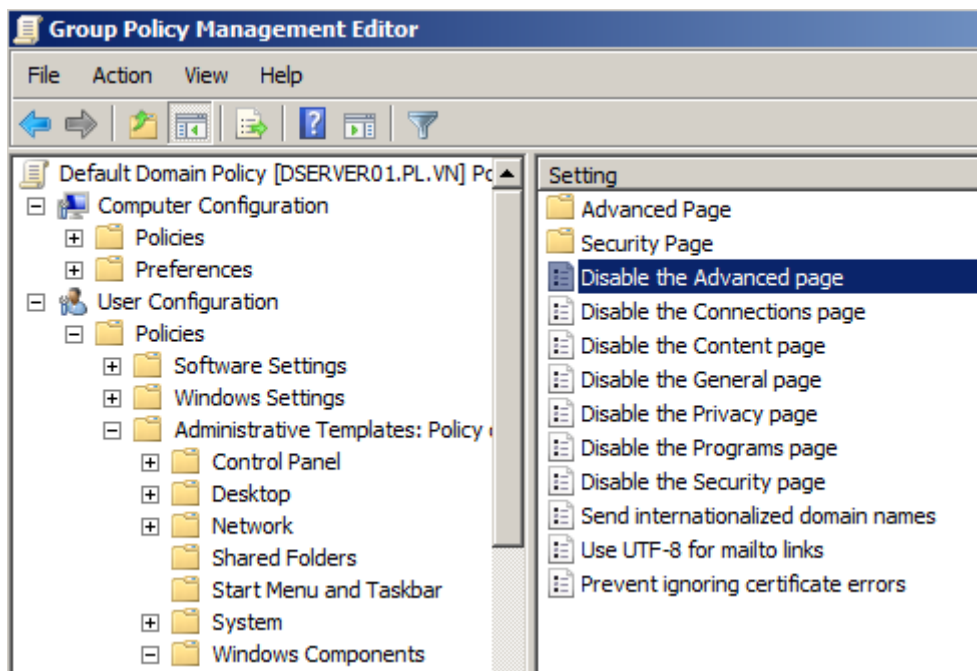 Group Policy Management Editor
File Action View Help
Default Domain Policy [DSERVER01.PL.VN] Po
Computer Configuration
Policies
Preferences
User Configuration
Policies
Software Settings
Windows Settings
Administrative Templates: Policy
Control Panel
Desktop
Network
Shared Folders
Start Menu and Taskbar
System
Windows Components
Setting
Advanced Page
Security Page
Disable the Advanced page
Disable the Connections page
Disable the Content page
Disable the General page
Disable the Privacy page
Disable the Programs page
Disable the Security page
Send internationalized domain names
Use UTF-8 for mailto links
Prevent ignoring certificate errors